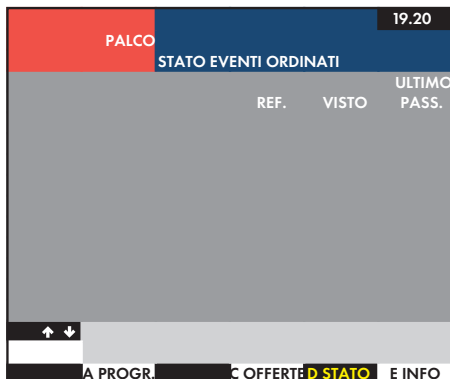 19.20
PALCO
STATO EVENTI ORDINATI
ULTIMO
REF. VISTO PASS.
A PROGR. C OFFERTE D STATO E INFO